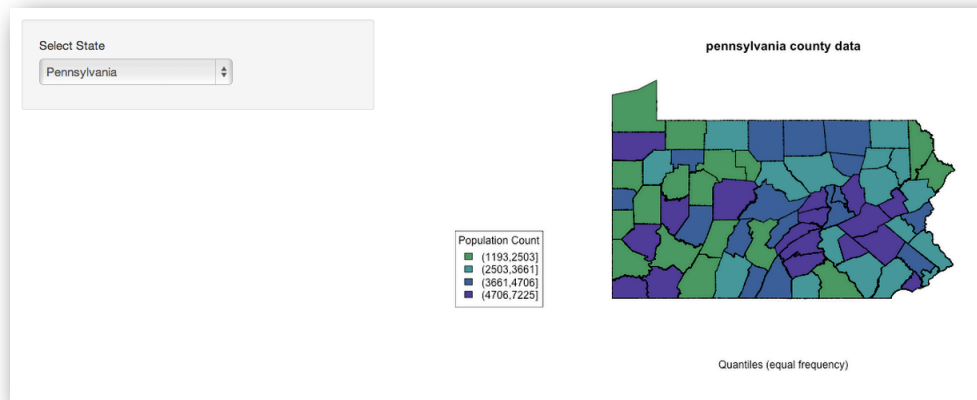 Select State
Pennsylvania
pennsylvania county data
Population Count
(1193,2503]
(2503,3661]
(3661,4706]
(4706,7225]
Quantiles (equal frequency)